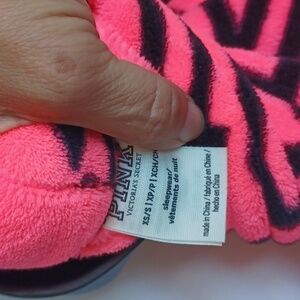 PINK
VICTORIA'S SECRET
XS/S | XP/P | XCH/CH
sleepwear/
vêtements de nuit
made in China / fabriqué en Chine /
hecho en China